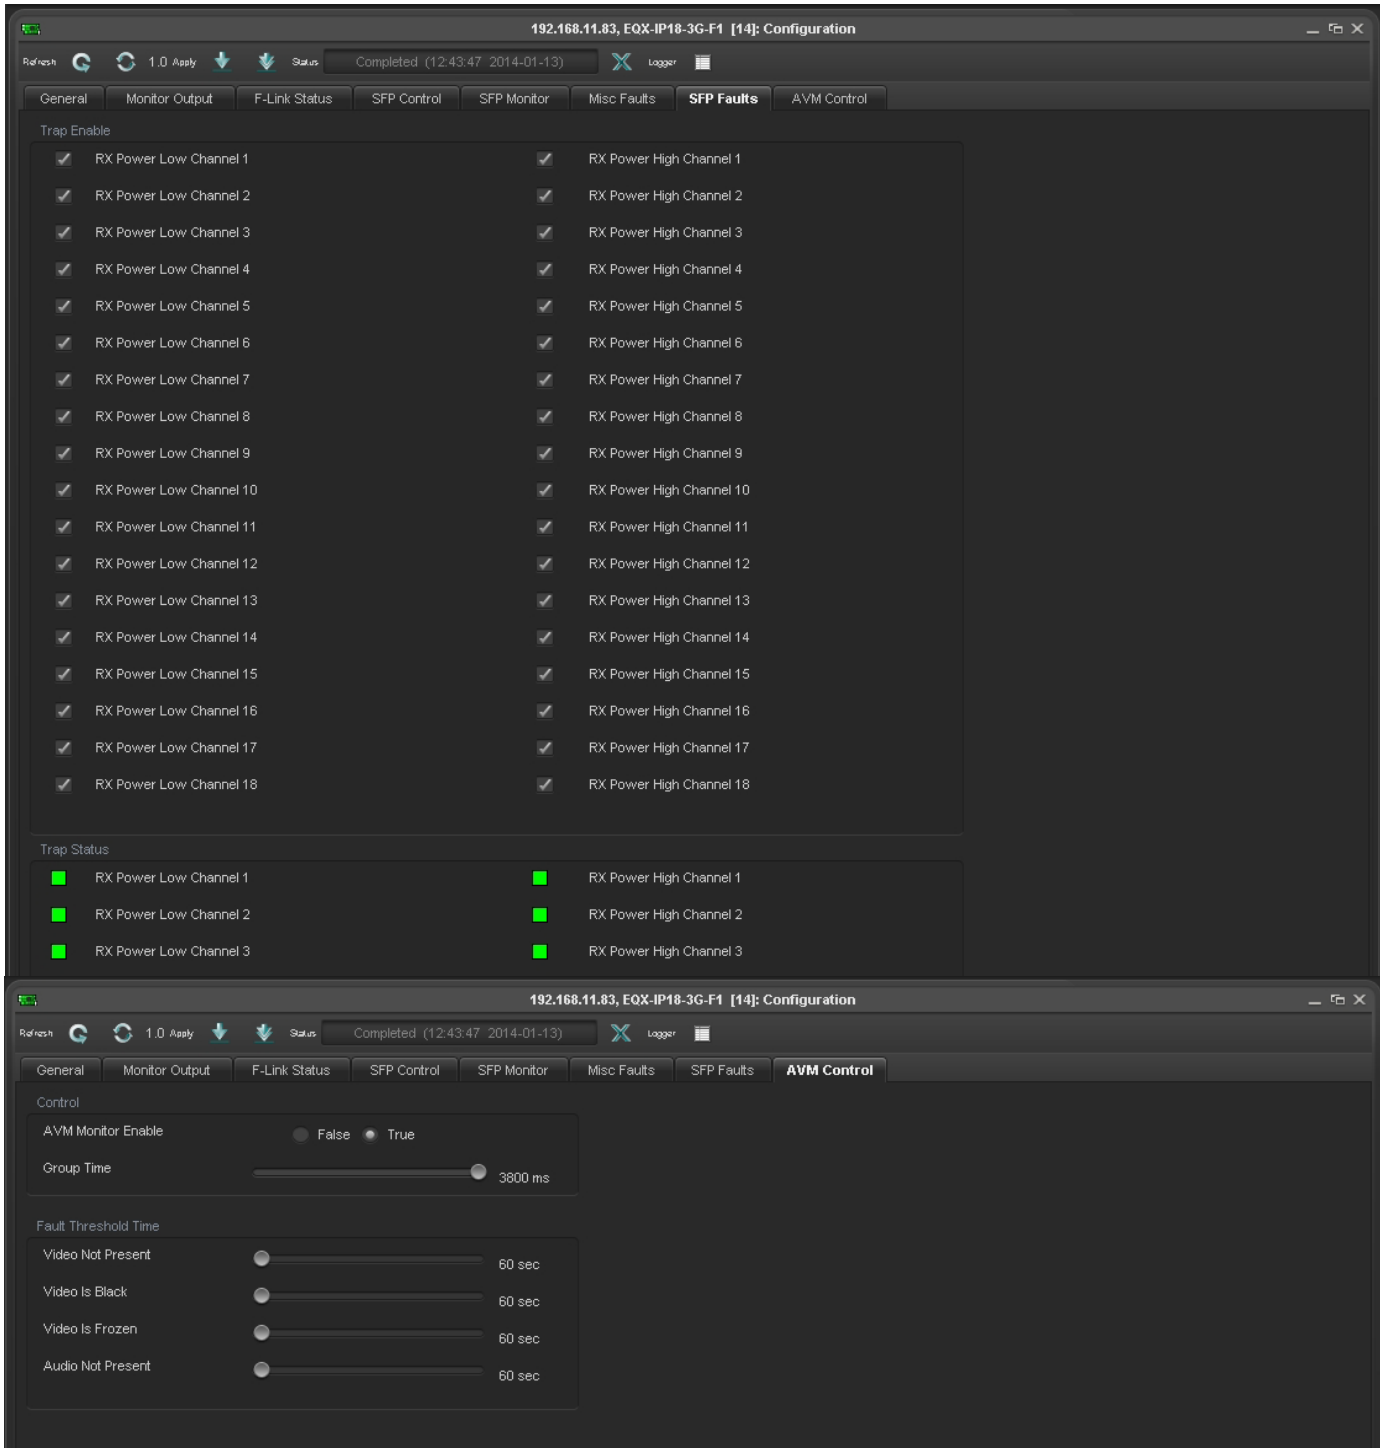 192.168.11.83, EQX-IP18-3G-F1 [14]: Configuration
Refresh 1.0 Apply Status Completed (12:43:47 2014-01-13) Logger
General Monitor Output F-Link Status SFP Control SFP Monitor Misc Faults SFP Faults AVM Control
Trap Enable
RX Power Low Channel 1 RX Power High Channel 1
RX Power Low Channel 2 RX Power High Channel 2
RX Power Low Channel 3 RX Power High Channel 3
RX Power Low Channel 4 RX Power High Channel 4
RX Power Low Channel 5 RX Power High Channel 5
RX Power Low Channel 6 RX Power High Channel 6
RX Power Low Channel 7 RX Power High Channel 7
RX Power Low Channel 8 RX Power High Channel 8
RX Power Low Channel 9 RX Power High Channel 9
RX Power Low Channel 10 RX Power High Channel 10
RX Power Low Channel 11 RX Power High Channel 11
RX Power Low Channel 12 RX Power High Channel 12
RX Power Low Channel 13 RX Power High Channel 13
RX Power Low Channel 14 RX Power High Channel 14
RX Power Low Channel 15 RX Power High Channel 15
RX Power Low Channel 16 RX Power High Channel 16
RX Power Low Channel 17 RX Power High Channel 17
RX Power Low Channel 18 RX Power High Channel 18
Trap Status
RX Power Low Channel 1 RX Power High Channel 1
RX Power Low Channel 2 RX Power High Channel 2
RX Power Low Channel 3 RX Power High Channel 3
192.168.11.83, EQX-IP18-3G-F1 [14]: Configuration
Refresh 1.0 Apply Status Completed (12:43:47 2014-01-13) Logger
General Monitor Output F-Link Status SFP Control SFP Monitor Misc Faults SFP Faults AVM Control
Control
AVM Monitor Enable False True
Group Time 3800 ms
Fault Threshold Time
Video Not Present 60 sec
Video Is Black 60 sec
Video Is Frozen 60 sec
Audio Not Present 60 sec